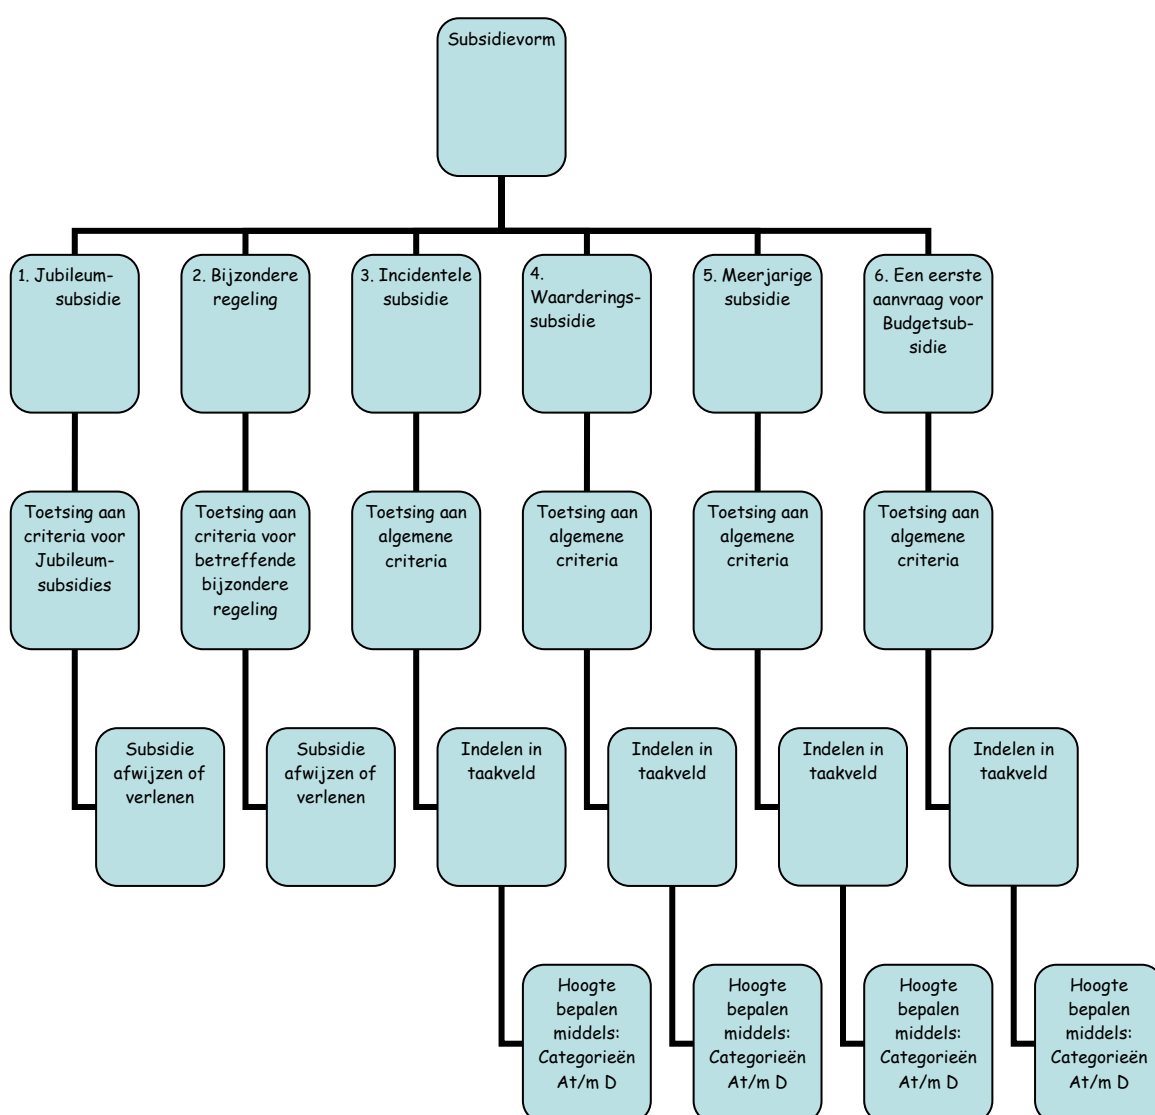 Subsidievorm
1. Jubileum-
subsidie
2. Bijzondere
regeling
3. Incidentele
subsidie
4.
Waarderings-
subsidie
5. Meerjarige
subsidie
6. Een eerste
aanvraag voor
Budgetsub-
sidie
Toetsing aan
criteria voor
Jubileum-
subsidies
Toetsing aan
criteria voor
betreffende
bijzondere
regeling
Toetsing aan
algemene
criteria
Toetsing aan
algemene
criteria
Toetsing aan
algemene
criteria
Toetsing aan
algemene
criteria
Subsidie
afwijzen of
verlenen
Subsidie
afwijzen of
verlenen
Indelen in
taakveld
Indelen in
taakveld
Indelen in
taakveld
Indelen in
taakveld
Hoogte
bepalen
middels:
Categorieën
At/m D
Hoogte
bepalen
middels:
Categorieën
At/m D
Hoogte
bepalen
middels:
Categorieën
At/m D
Hoogte
bepalen
middels:
Categorieën
At/m D